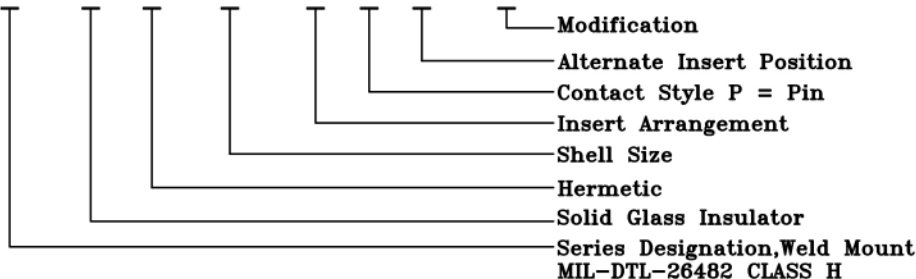 Modification
Alternate Insert Position
Contact Style P = Pin
Insert Arrangement
Shell Size
Hermetic
Solid Glass Insulator
Series Designation,Weld Mount
MIL-DTL-26482 CLASS H